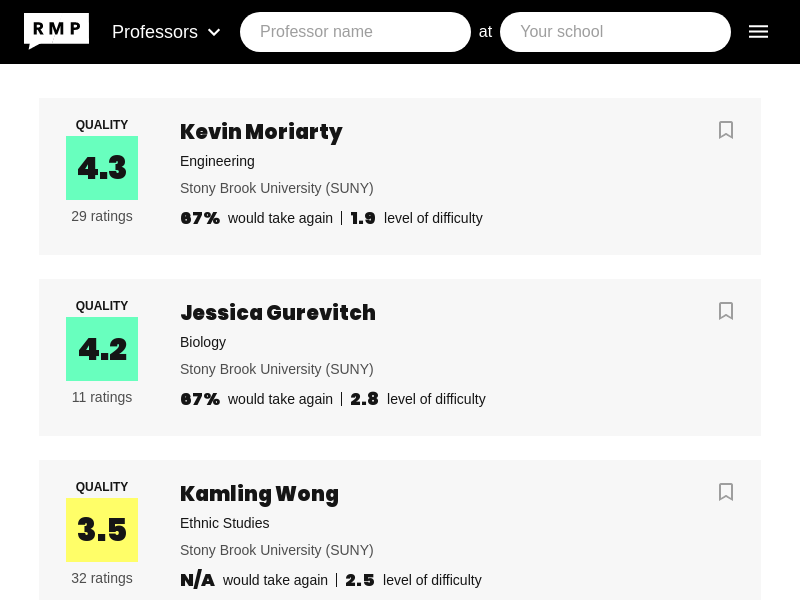 RMP Professors Professor name at Your school
QUALITY
4.3
29 ratings
Kevin Moriarty
Engineering
Stony Brook University (SUNY)
67% would take again | 1.9 level of difficulty
QUALITY
4.2
11 ratings
Jessica Gurevitch
Biology
Stony Brook University (SUNY)
67% would take again | 2.8 level of difficulty
QUALITY
3.5
32 ratings
Kamling Wong
Ethnic Studies
Stony Brook University (SUNY)
N/A would take again | 2.5 level of difficulty